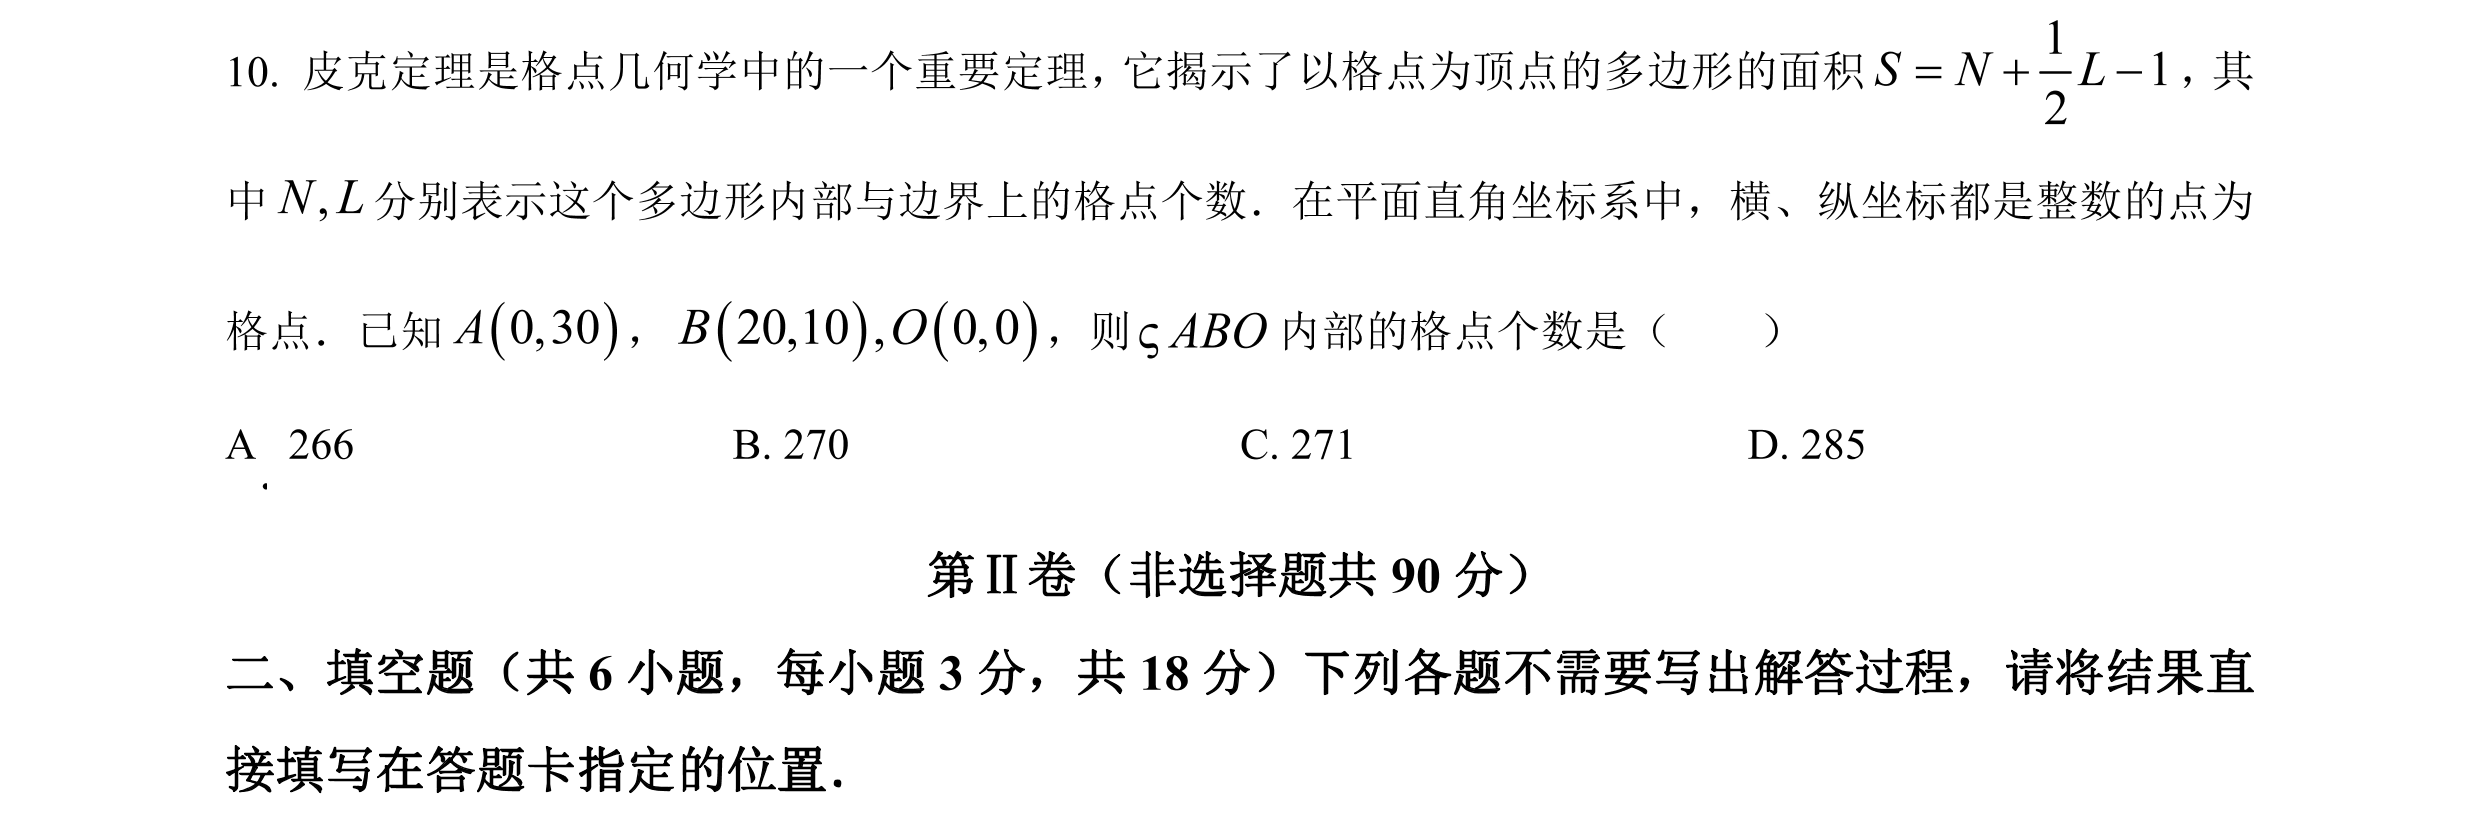 10. 皮克定理是格点几何学中的一个重要定理，它揭示了以格点为顶点的多边形的面积 S = N + \frac{1}{2}L − 1，其
中 N, L 分别表示这个多边形内部与边界上的格点个数．在平面直角坐标系中，横、纵坐标都是整数的点为
格点．已知 A(0,30)， B(20,10), O(0,0)，则 ς ABO 内部的格点个数是（　　）
A . 266 B. 270 C. 271 D. 285
第Ⅱ卷（非选择题共 90 分）
二、填空题（共 6 小题，每小题 3 分，共 18 分）下列各题不需要写出解答过程，请将结果直
接填写在答题卡指定的位置．